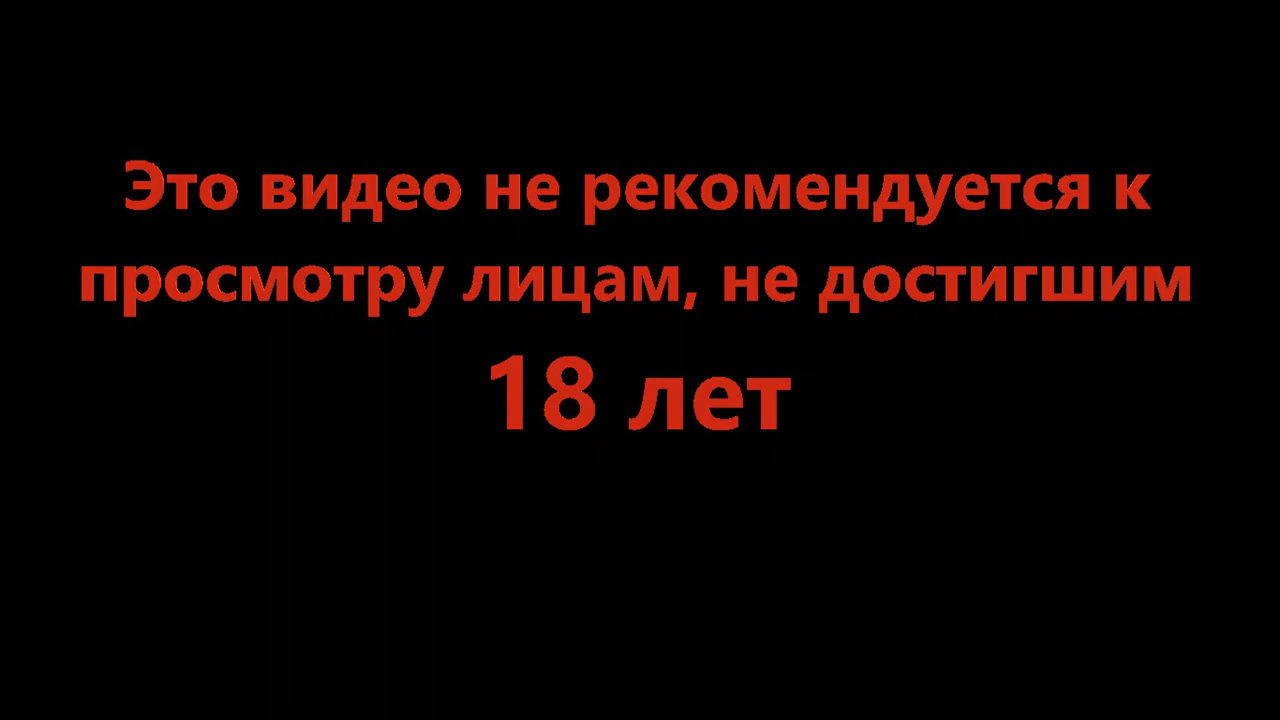 Это видео не рекомендуется к
просмотру лицам, не достигшим
18 лет